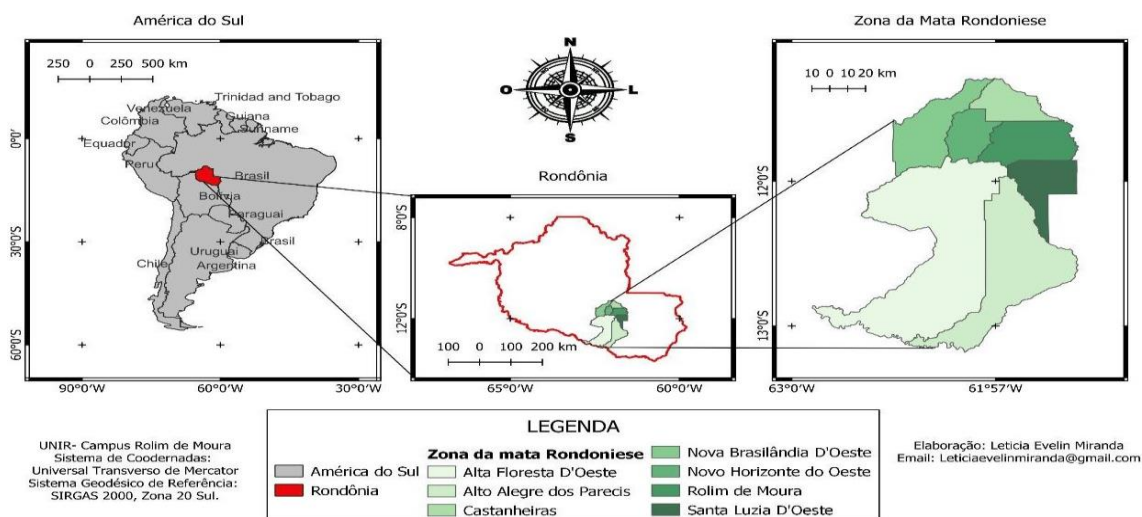 América do Sul
250 0 250 500 km
Trinidad and Tobago
Venezuela
Guiana
Colômbia
Suriname
Equador
Peru
Brasil
Bolivia
Paraguai
Brasil
Uruguai
Chile
Argentina
0°0'
30°0'S
60°0'S
90°0'W 60°0'W 30°0'W
N
O L
S
Rondônia
8°0'S
12°0'S
100 0 100 200 km
65°0'W 60°0'W
Zona da Mata Rondoniese
10 0 10 20 km
12°0'S
13°0'S
63°0'W 61°57'W
UNIR- Campus Rolim de Moura
Sistema de Coodernadas:
Universal Transverso de Mercator
Sistema Geodésico de Referência:
SIRGAS 2000, Zona 20 Sul.
LEGENDA
América do Sul
Rondônia
Zona da mata Rondoniese
Alta Floresta D'Oeste
Alto Alegre dos Parecis
Castanheiras
Nova Brasilândia D'Oeste
Novo Horizonte do Oeste
Rolim de Moura
Santa Luzia D'Oeste
Elaboração: Leticia Evelin Miranda
Email: Leticiaevelinmiranda@gmail.com